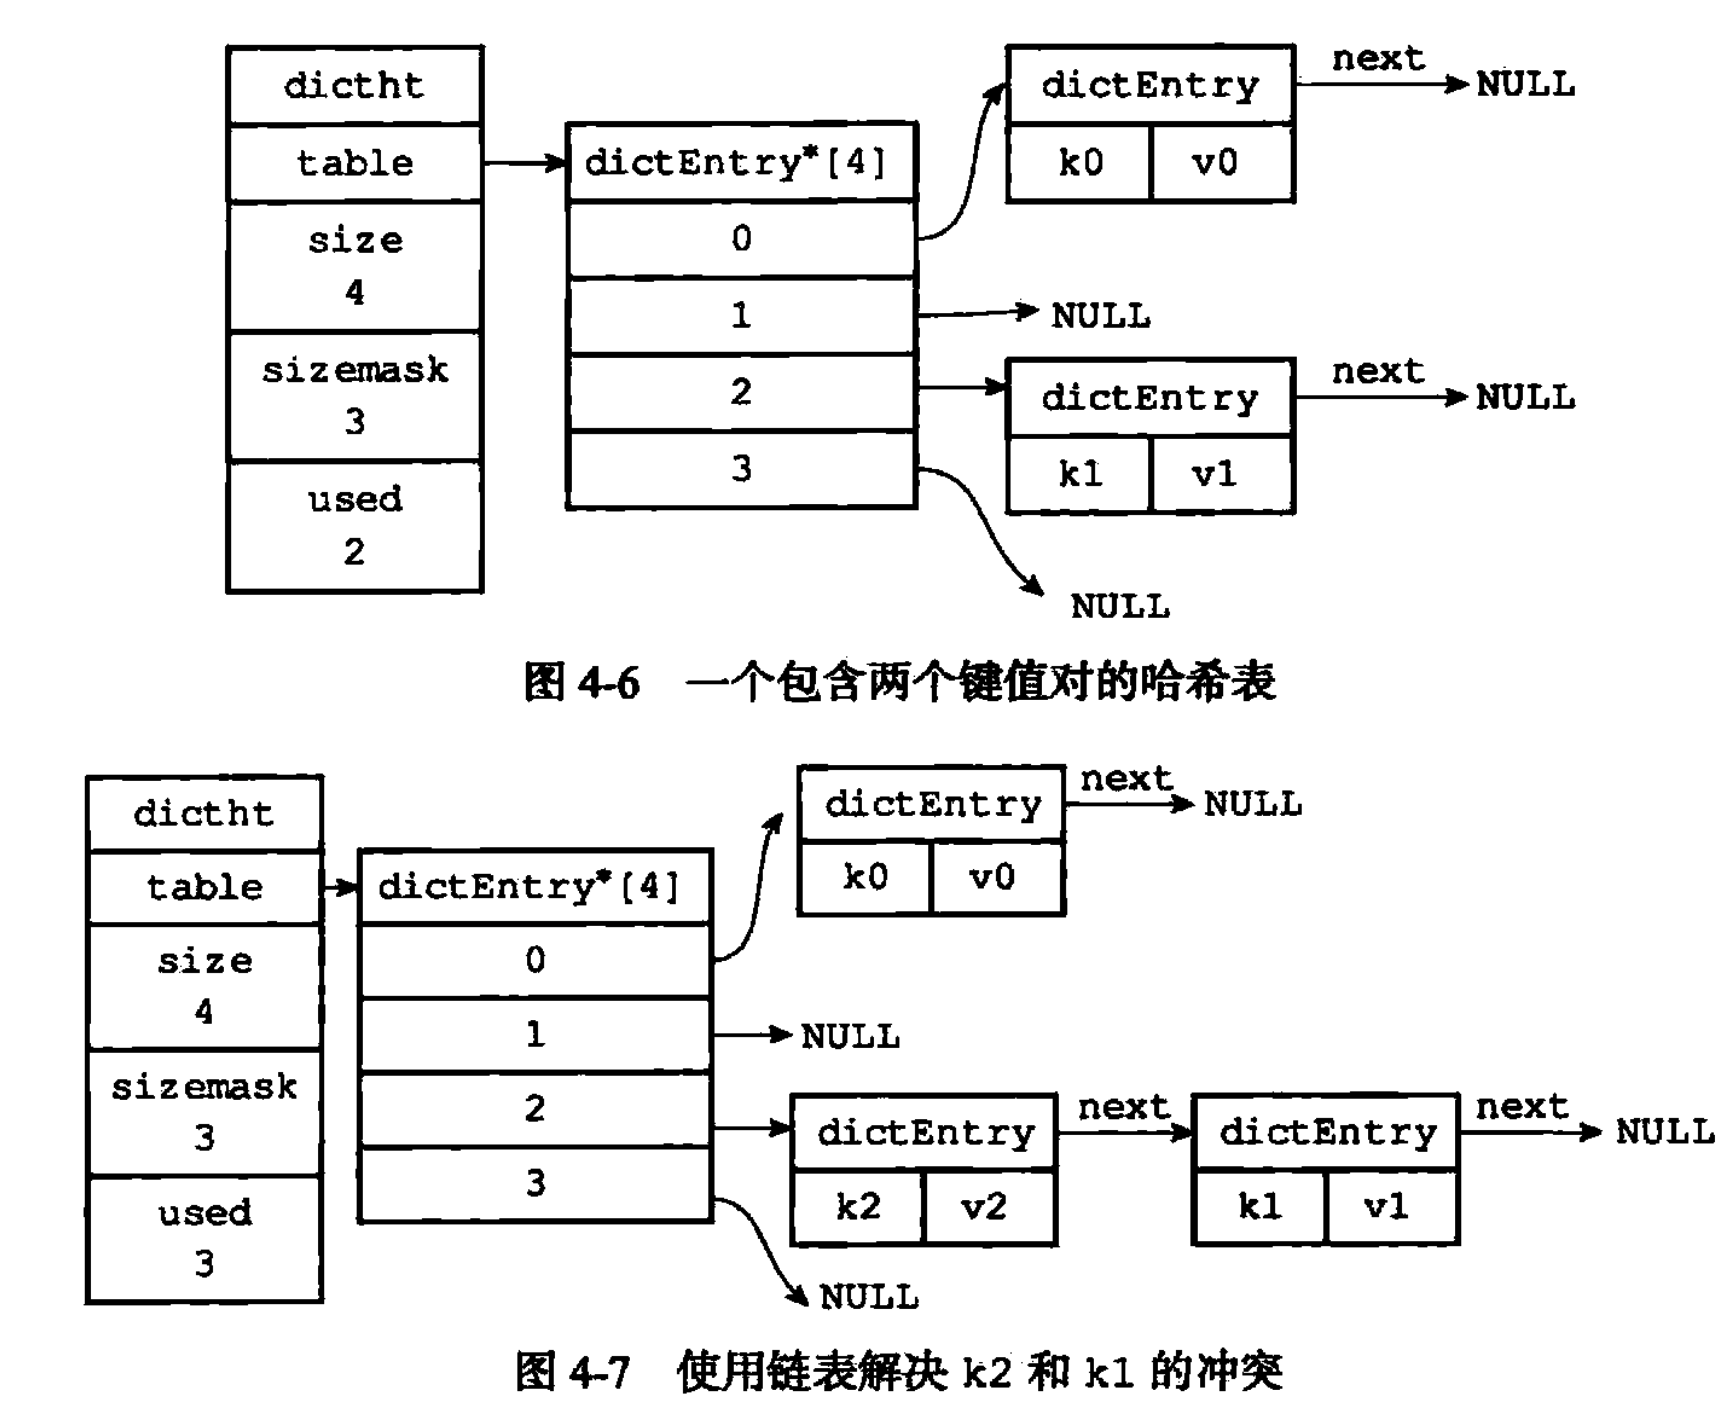 dictht
table
size
4
sizemask
3
used
2
dictEntry*[4]
0
1
2
3
dictEntry
k0 v0
next
NULL
NULL
dictEntry
k1 v1
next
NULL
NULL
图 4-6 一个包含两个键值对的哈希表
dictht
table
size
4
sizemask
3
used
3
dictEntry*[4]
0
1
2
3
dictEntry
k0 v0
next
NULL
NULL
dictEntry
k2 v2
next
dictEntry
k1 v1
next
NULL
NULL
图 4-7 使用链表解决 k2 和 k1 的冲突